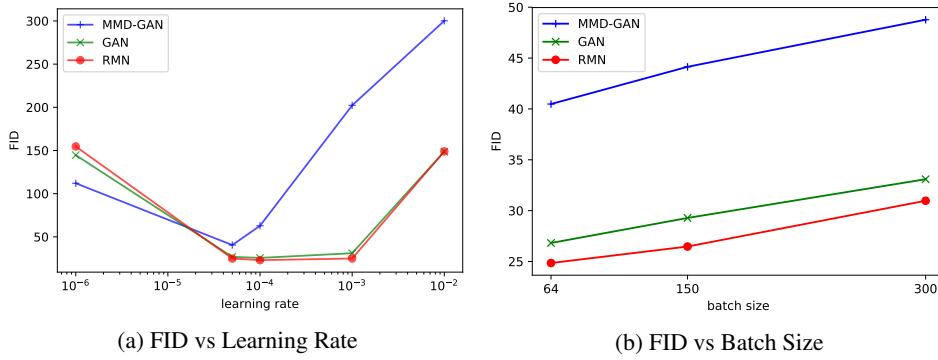 300
250
200
150
100
50
FID
MMD-GAN
GAN
RMN
10⁻⁶
10⁻⁵
10⁻⁴
10⁻³
10⁻²
learning rate
(a) FID vs Learning Rate
50
45
40
35
30
25
FID
MMD-GAN
GAN
RMN
64
150
300
batch size
(b) FID vs Batch Size